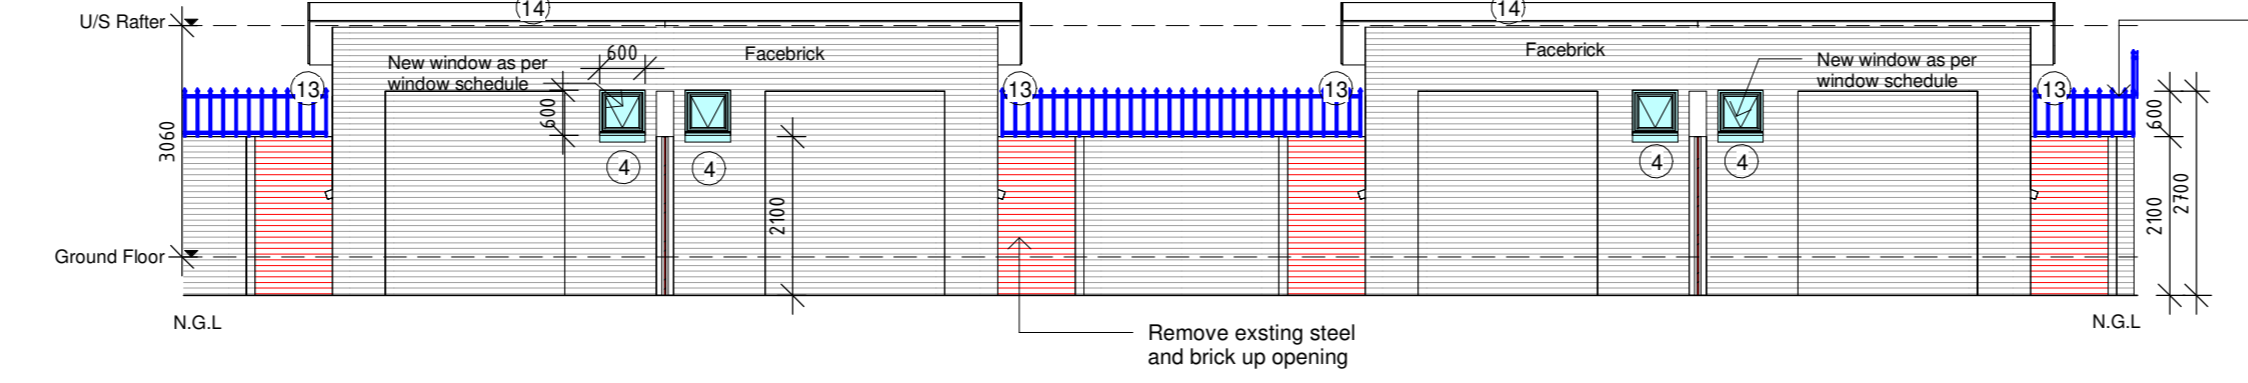 14
14
U/S Rafter
600
Facebrick
Facebrick
New window as per
window schedule
New window as per
window schedule
13
13
13
13
600
600
3060
4
4
4
4
2100
2100
2700
Ground Floor
N.G.L
N.G.L
Remove exsting steel
and brick up opening